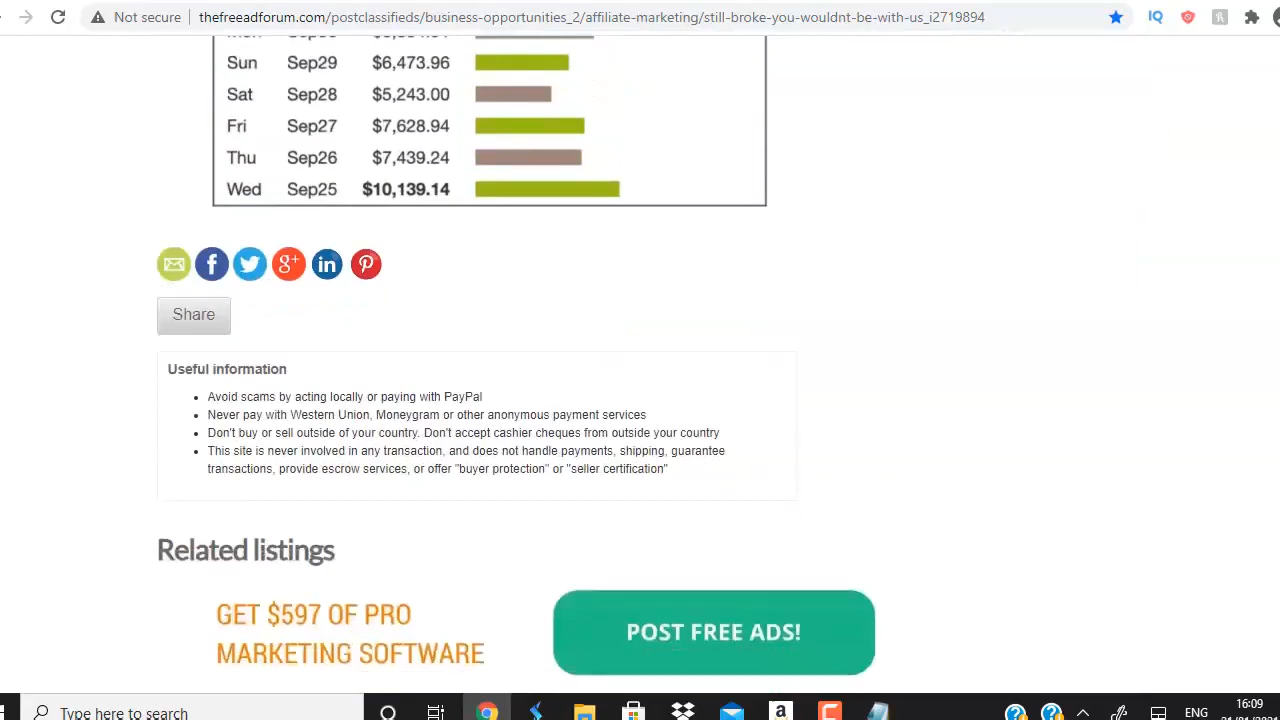 Not secure thefreeadforum.com/postclassifieds/business-opportunities_2/affiliate-marketing/still-broke-you-wouldnt-be-with-us_i2719894
Sun Sep29 $6,473.96
Sat Sep28 $5,243.00
Fri Sep27 $7,628.94
Thu Sep26 $7,439.24
Wed Sep25 $10,139.14
Share
Useful information
Avoid scams by acting locally or paying with PayPal
Never pay with Western Union, Moneygram or other anonymous payment services
Don't buy or sell outside of your country. Don't accept cashier cheques from outside your country
This site is never involved in any transaction, and does not handle payments, shipping, guarantee
transactions, provide escrow services, or offer "buyer protection" or "seller certification"
Related listings
GET $597 OF PRO
MARKETING SOFTWARE
POST FREE ADS!
16:09
Type here to search
ENG